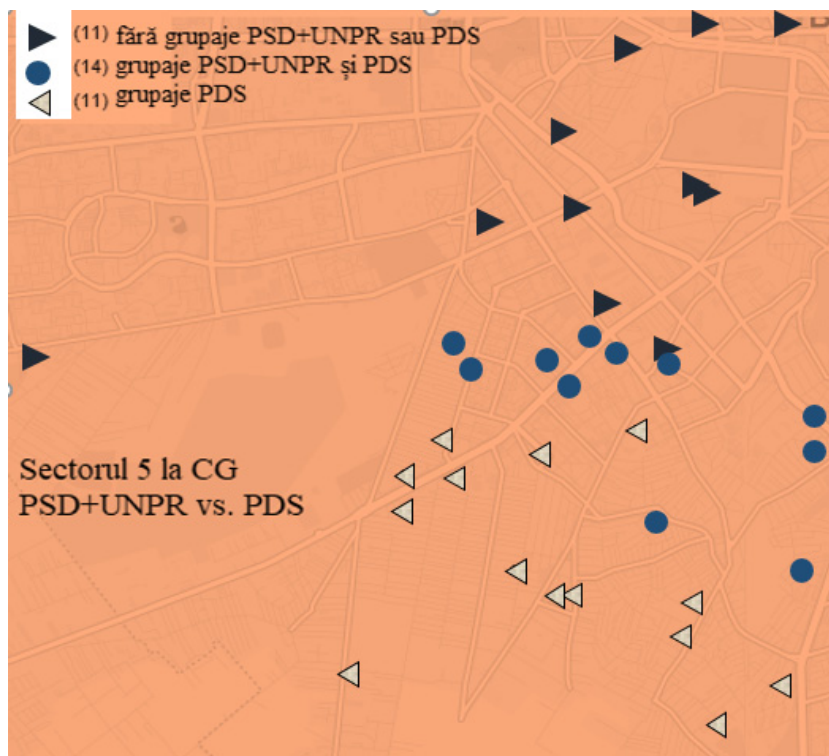 (11) fără grupaje PSD+UNPR sau PDS
(14) grupaje PSD+UNPR și PDS
(11) grupaje PDS
Sectorul 5 la CG
PSD+UNPR vs. PDS